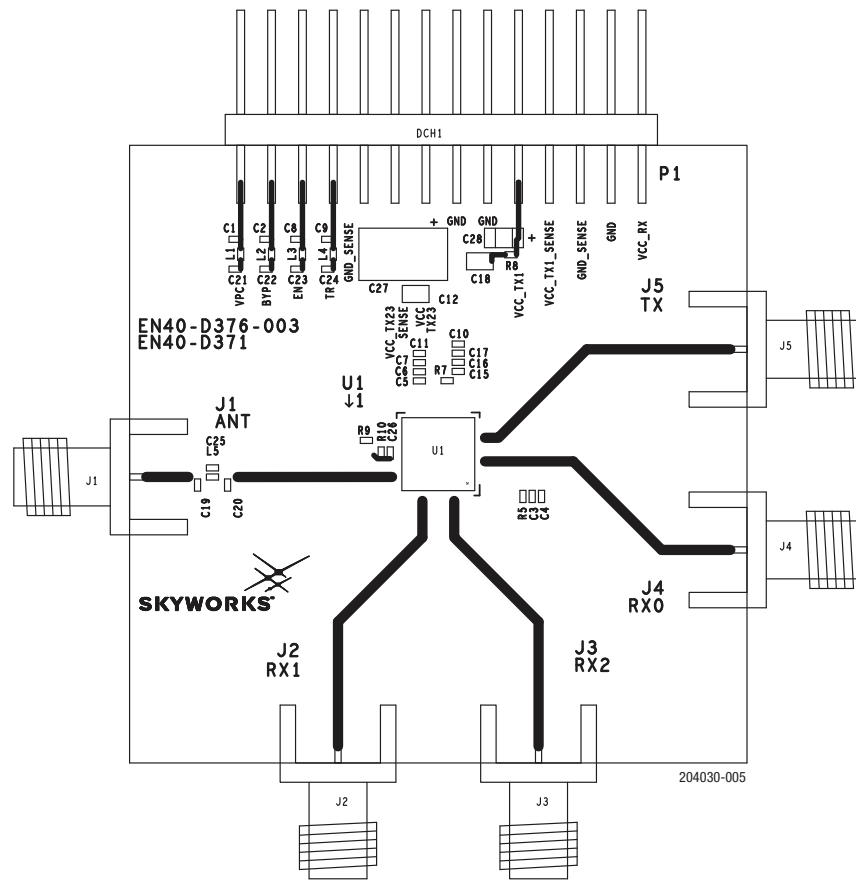 DCH1
P1
C1
C2
C8
C9
L1
L2
L3
L4
C21
C22
C23
C24
VPC
BYP
EN
TR
GND_SENSE
+ GND
GND
C28
+
C27
C12
C18
R8
VCC_TX23
SENSE
VCC
TX23
VCC_TX1
VCC_TX1_SENSE
GND_SENSE
GND
VCC_RX
EN40-D376-003
EN40-D371
C11
C7
C6
C5
C10
C17
C16
C15
R7
J5
TX
J5
U1
↓1
J1
ANT
R9
R10
C26
U1
C25
L5
J1
C19
C20
R5
C3
C4
J4
J4
RX0
SKYWORKS
J2
RX1
J3
RX2
204030-005
J2
J3